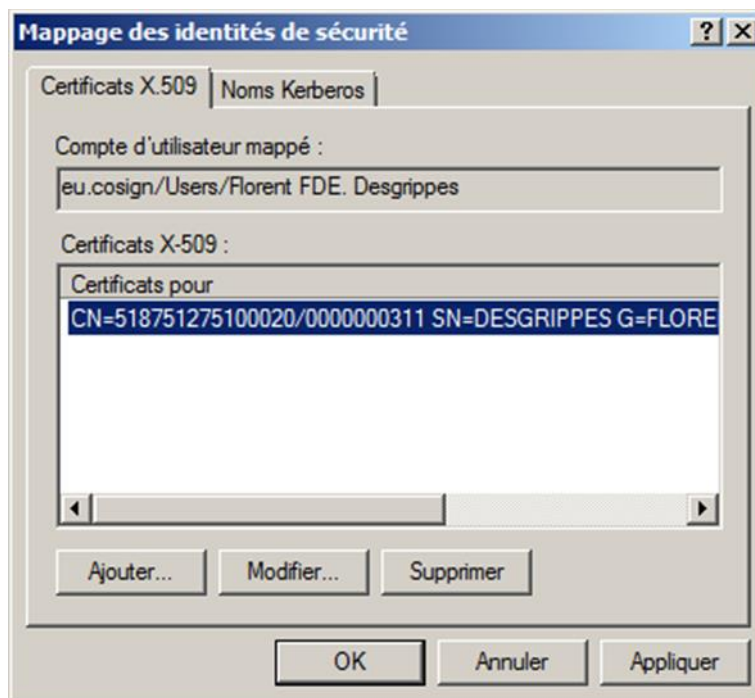 Mappage des identités de sécurité
Certificats X.509
Noms Kerberos
Compte d'utilisateur mappé :
eu.cosign/Users/Florent FDE. Desgrippes
Certificats X-509 :
Certificats pour
CN=518751275100020/0000000311 SN=DESGRIPPES G=FLORE
Ajouter... Modifier... Supprimer
OK Annuler Appliquer